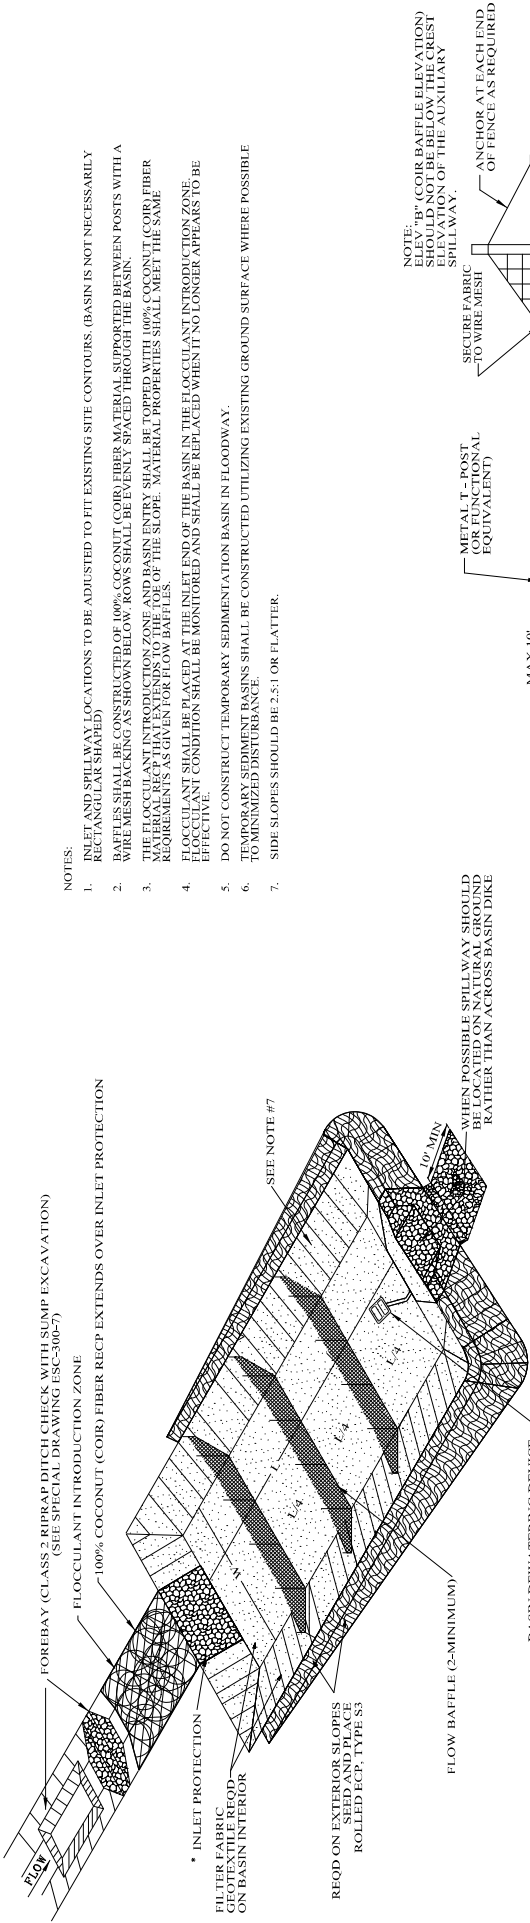 NOTES:
1. INLET AND SPILLWAY LOCATIONS TO BE ADJUSTED TO FIT EXISTING SITE CONTOURS. (BASIN IS NOT NECESSARILY
RECTANGULAR SHAPED)
2. BAFFLES SHALL BE CONSTRUCTED OF 100% COCONUT (COIR) FIBER MATERIAL SUPPORTED BETWEEN POSTS WITH A
WIRE MESH BACKING AS SHOWN BELOW. ROWS SHALL BE EVENLY SPACED THROUGH THE BASIN.
3. THE FLOCCULANT INTRODUCTION ZONE AND BASIN ENTRY SHALL BE TOPPED WITH 100% COCONUT (COIR) FIBER
MATERIAL RECP THAT EXTENDS TO THE TOE OF THE SLOPE. MATERIAL PROPERTIES SHALL MEET THE SAME
REQUIREMENTS AS GIVEN FOR FLOW BAFFLES.
4. FLOCCULANT SHALL BE PLACED AT THE INLET END OF THE BASIN IN THE FLOCCULANT INTRODUCTION ZONE.
FLOCCULANT CONDITION SHALL BE MONITORED AND SHALL BE REPLACED WHEN IT NO LONGER APPEARS TO BE
EFFECTIVE.
5. DO NOT CONSTRUCT TEMPORARY SEDIMENTATION BASIN IN FLOODWAY.
6. TEMPORARY SEDIMENT BASINS SHALL BE CONSTRUCTED UTILIZING EXISTING GROUND SURFACE WHERE POSSIBLE
TO MINIMIZED DISTURBANCE.
7. SIDE SLOPES SHOULD BE 2.5:1 OR FLATTER.
FOREBAY (CLASS 2 RIPRAP DITCH CHECK WITH SUMP EXCAVATION)
(SEE SPECIAL DRAWING ESC-300-7)
FLOCCULANT INTRODUCTION ZONE
100% COCONUT (COIR) FIBER RECP EXTENDS OVER INLET PROTECTION
FLOW
SEE NOTE #7
L
W
L/4
L/4
L/4
10' MIN
WHEN POSSIBLE SPILLWAY SHOULD
BE LOCATED ON NATURAL GROUND
RATHER THAN ACROSS BASIN DIKE
* INLET PROTECTION
FILTER FABRIC
GEOTEXTILE REQD
ON BASIN INTERIOR
REQD ON EXTERIOR SLOPES
SEED AND PLACE
ROLLED ECP, TYPE S3
FLOW BAFFLE (2-MINIMUM)
NOTE:
ELEV "B" (COIR BAFFLE ELEVATION)
SHOULD NOT BE BELOW THE CREST
ELEVATION OF THE AUXILIARY
SPILLWAY.
ANCHOR AT EACH END
OF FENCE AS REQUIRED
SECURE FABRIC
TO WIRE MESH
METAL T - POST
(OR FUNCTIONAL
EQUIVALENT)
MAX 10'